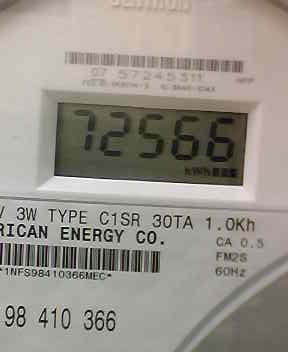 07 57245311
72566
kWh
V 3W TYPE C1SR 30TA 1.0Kh
RICAN ENERGY CO.
CA 0.5
FM2S
60Hz
*1NFS98410366MEC*
98 410 366